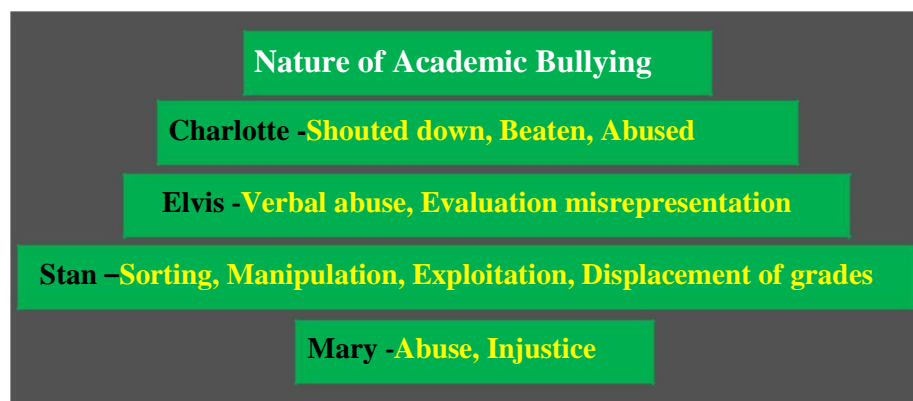 Nature of Academic Bullying
Charlotte -Shouted down, Beaten, Abused
Elvis -Verbal abuse, Evaluation misrepresentation
Stan –Sorting, Manipulation, Exploitation, Displacement of grades
Mary -Abuse, Injustice